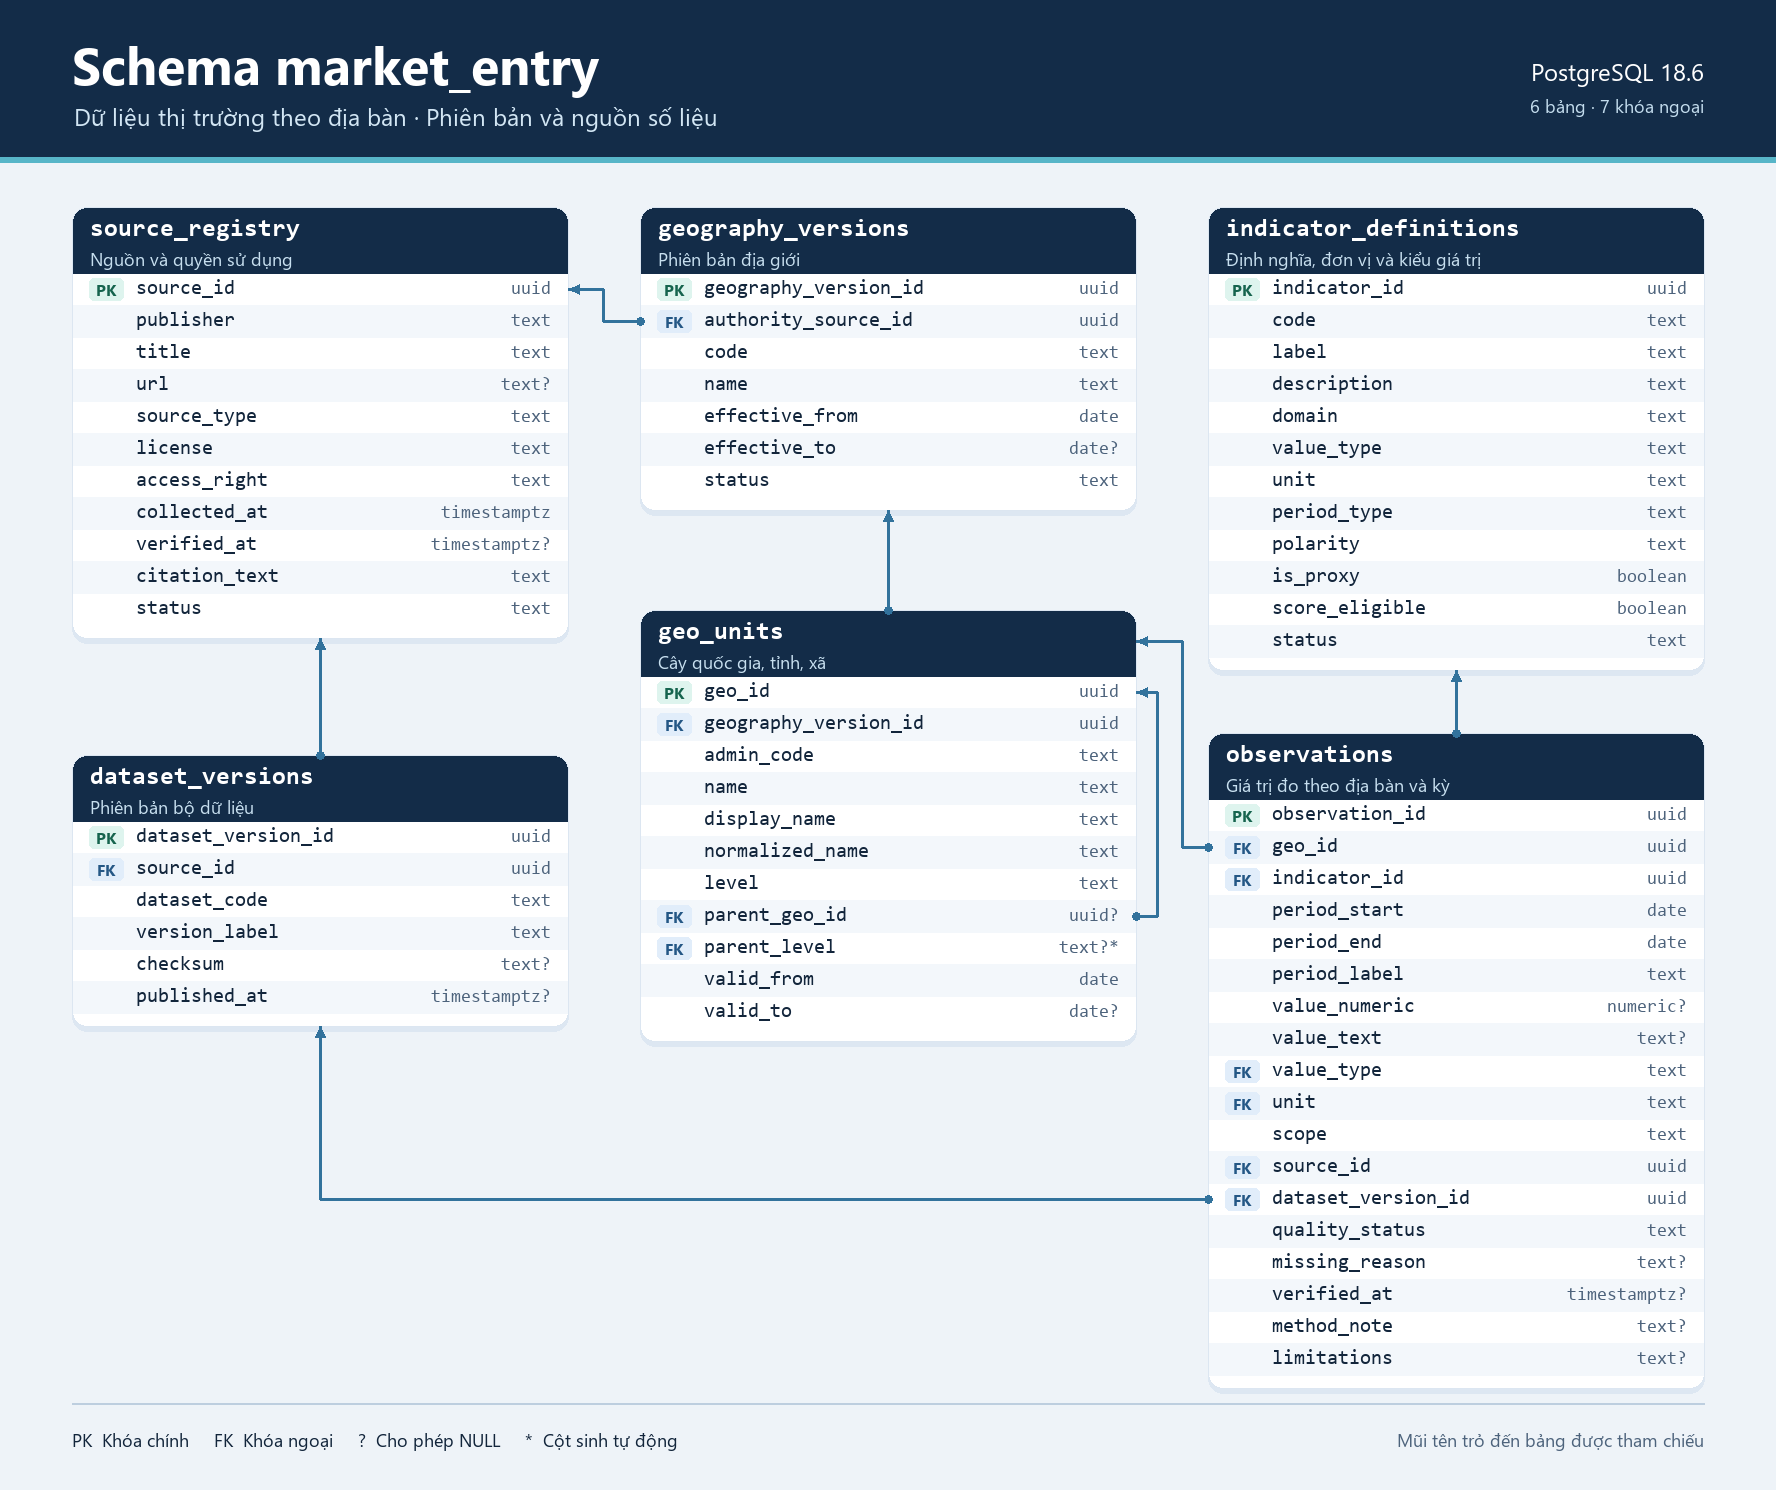 Schema market_entry
Dữ liệu thị trường theo địa bàn · Phiên bản và nguồn số liệu
PostgreSQL 18.6
6 bảng · 7 khóa ngoại
source_registry
Nguồn và quyền sử dụng
PK source_id uuid
publisher text
title text
url text?
source_type text
license text
access_right text
collected_at timestamptz
verified_at timestamptz?
citation_text text
status text
geography_versions
Phiên bản địa giới
PK geography_version_id uuid
FK authority_source_id uuid
code text
name text
effective_from date
effective_to date?
status text
indicator_definitions
Định nghĩa, đơn vị và kiểu giá trị
PK indicator_id uuid
code text
label text
description text
domain text
value_type text
unit text
period_type text
polarity text
is_proxy boolean
score_eligible boolean
status text
dataset_versions
Phiên bản bộ dữ liệu
PK dataset_version_id uuid
FK source_id uuid
dataset_code text
version_label text
checksum text?
published_at timestamptz?
geo_units
Cây quốc gia, tỉnh, xã
PK geo_id uuid
FK geography_version_id uuid
admin_code text
name text
display_name text
normalized_name text
level text
FK parent_geo_id uuid?
FK parent_level text?*
valid_from date
valid_to date?
observations
Giá trị đo theo địa bàn và kỳ
PK observation_id uuid
FK geo_id uuid
FK indicator_id uuid
period_start date
period_end date
period_label text
value_numeric numeric?
value_text text?
FK value_type text
FK unit text
scope text
FK source_id uuid
FK dataset_version_id uuid
quality_status text
missing_reason text?
verified_at timestamptz?
method_note text?
limitations text?
PK Khóa chính FK Khóa ngoại ? Cho phép NULL * Cột sinh tự động
Mũi tên trỏ đến bảng được tham chiếu